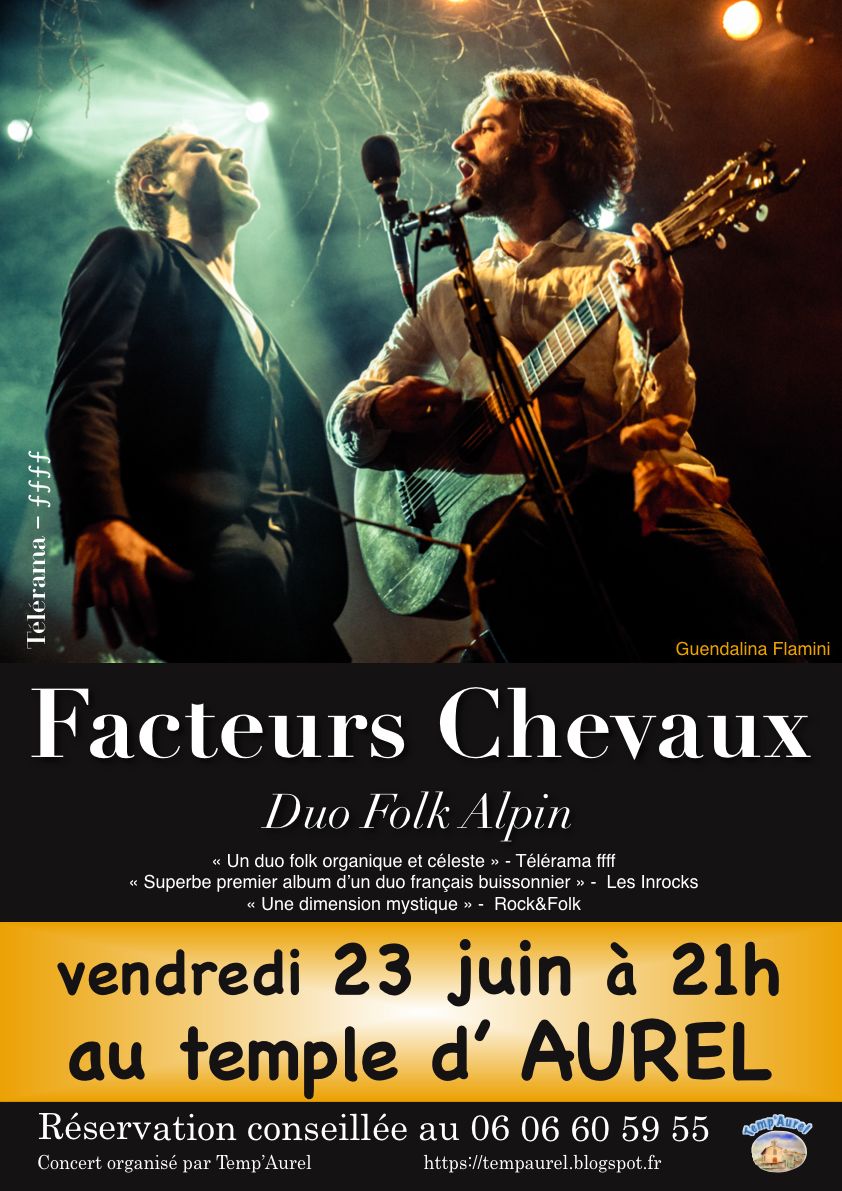 Télérama – ffff
Guendalina Flamini
Facteurs Chevaux
Duo Folk Alpin
« Un duo folk organique et céleste » - Télérama ffff
« Superbe premier album d’un duo français buissonnier » -  Les Inrocks
« Une dimension mystique » -  Rock&Folk
vendredi 23 juin à 21h
au temple d’ AUREL
Réservation conseillée au 06 06 60 59 55
Temp'Aurel
Concert organisé par Temp’Aurel
https://tempaurel.blogspot.fr